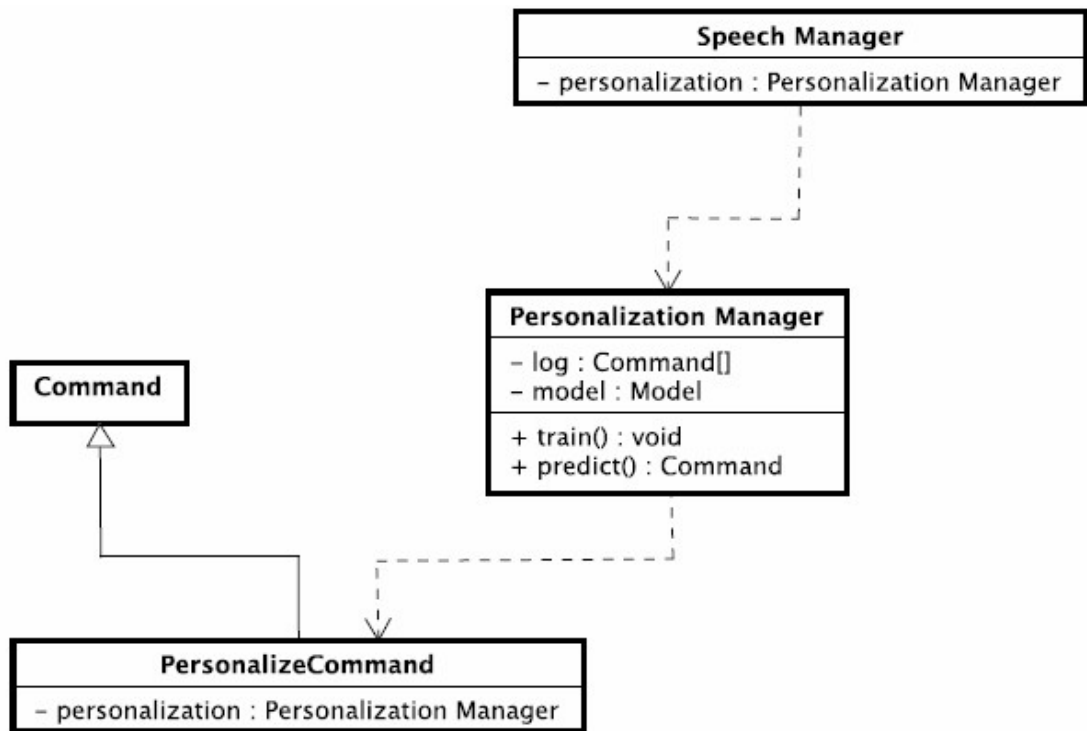 Speech Manager
- personalization : Personalization Manager
Personalization Manager
- log : Command[]
- model : Model
+ train() : void
+ predict() : Command
Command
PersonalizeCommand
- personalization : Personalization Manager